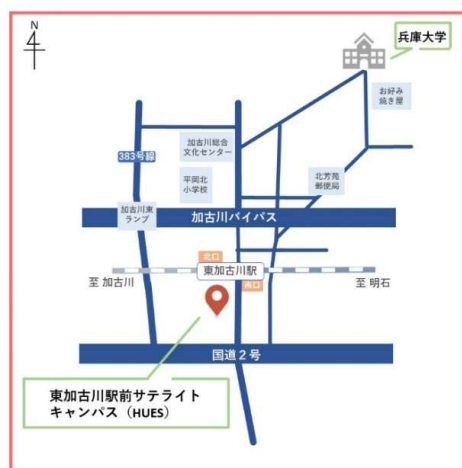 N
4
兵庫大学
お好み
焼き屋
加古川総合
文化センター
383号線
平岡北
小学校
北芳苑
郵便局
加古川東
ランプ
加古川バイパス
北口
東加古川駅
至 加古川
至 明石
南口
国道２号
東加古川駅前サテライト
キャンパス（HUES）